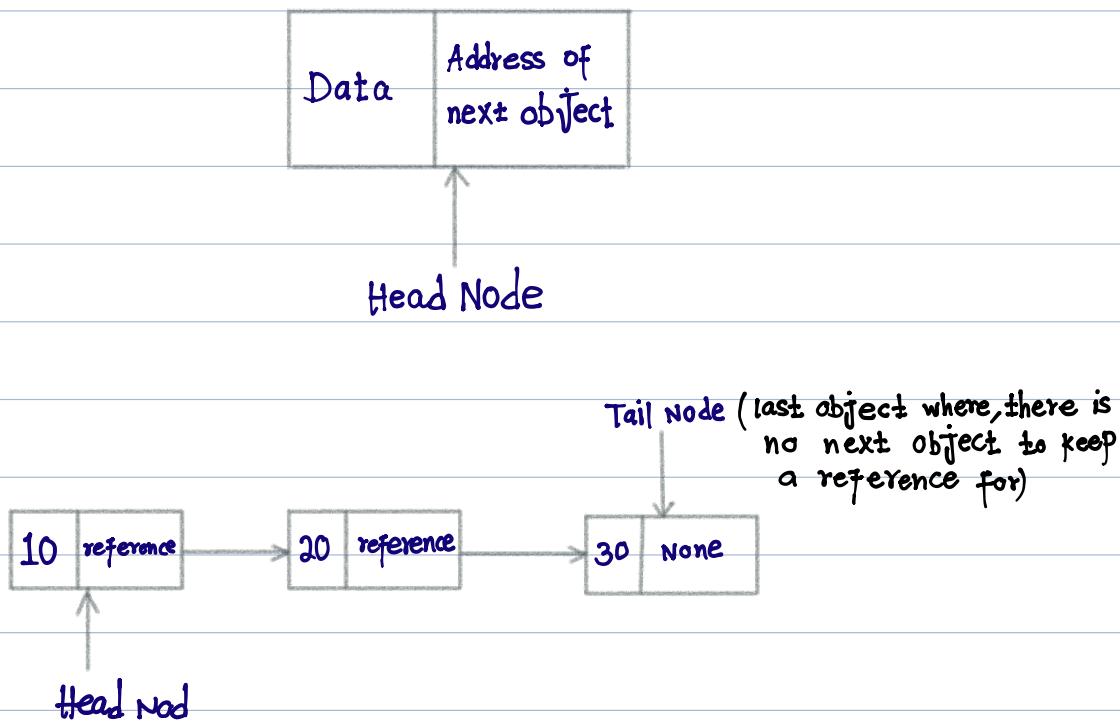 Data
Address of
next object
Head Node
Tail Node (last object where, there is
no next object to keep
a reference for)
10 reference 20 reference 30 None
Head Nod